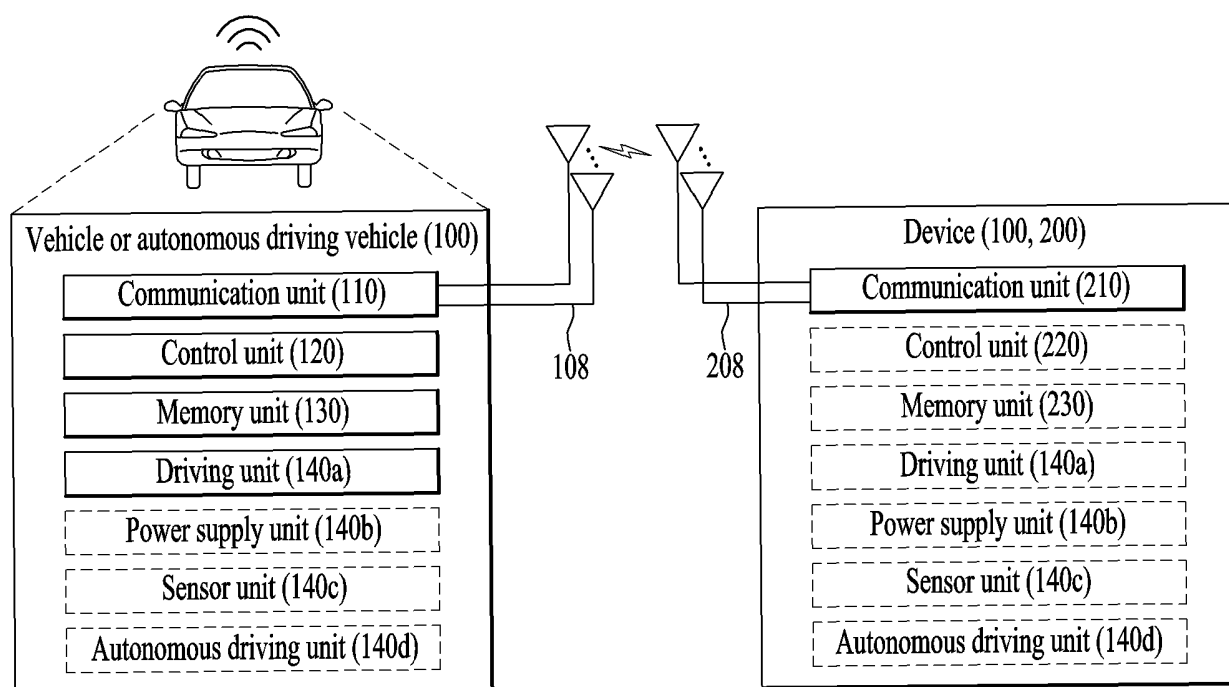 Vehicle or autonomous driving vehicle (100)
Communication unit (110)
Control unit (120)
Memory unit (130)
Driving unit (140a)
Power supply unit (140b)
Sensor unit (140c)
Autonomous driving unit (140d)
108
208
Device (100, 200)
Communication unit (210)
Control unit (220)
Memory unit (230)
Driving unit (140a)
Power supply unit (140b)
Sensor unit (140c)
Autonomous driving unit (140d)